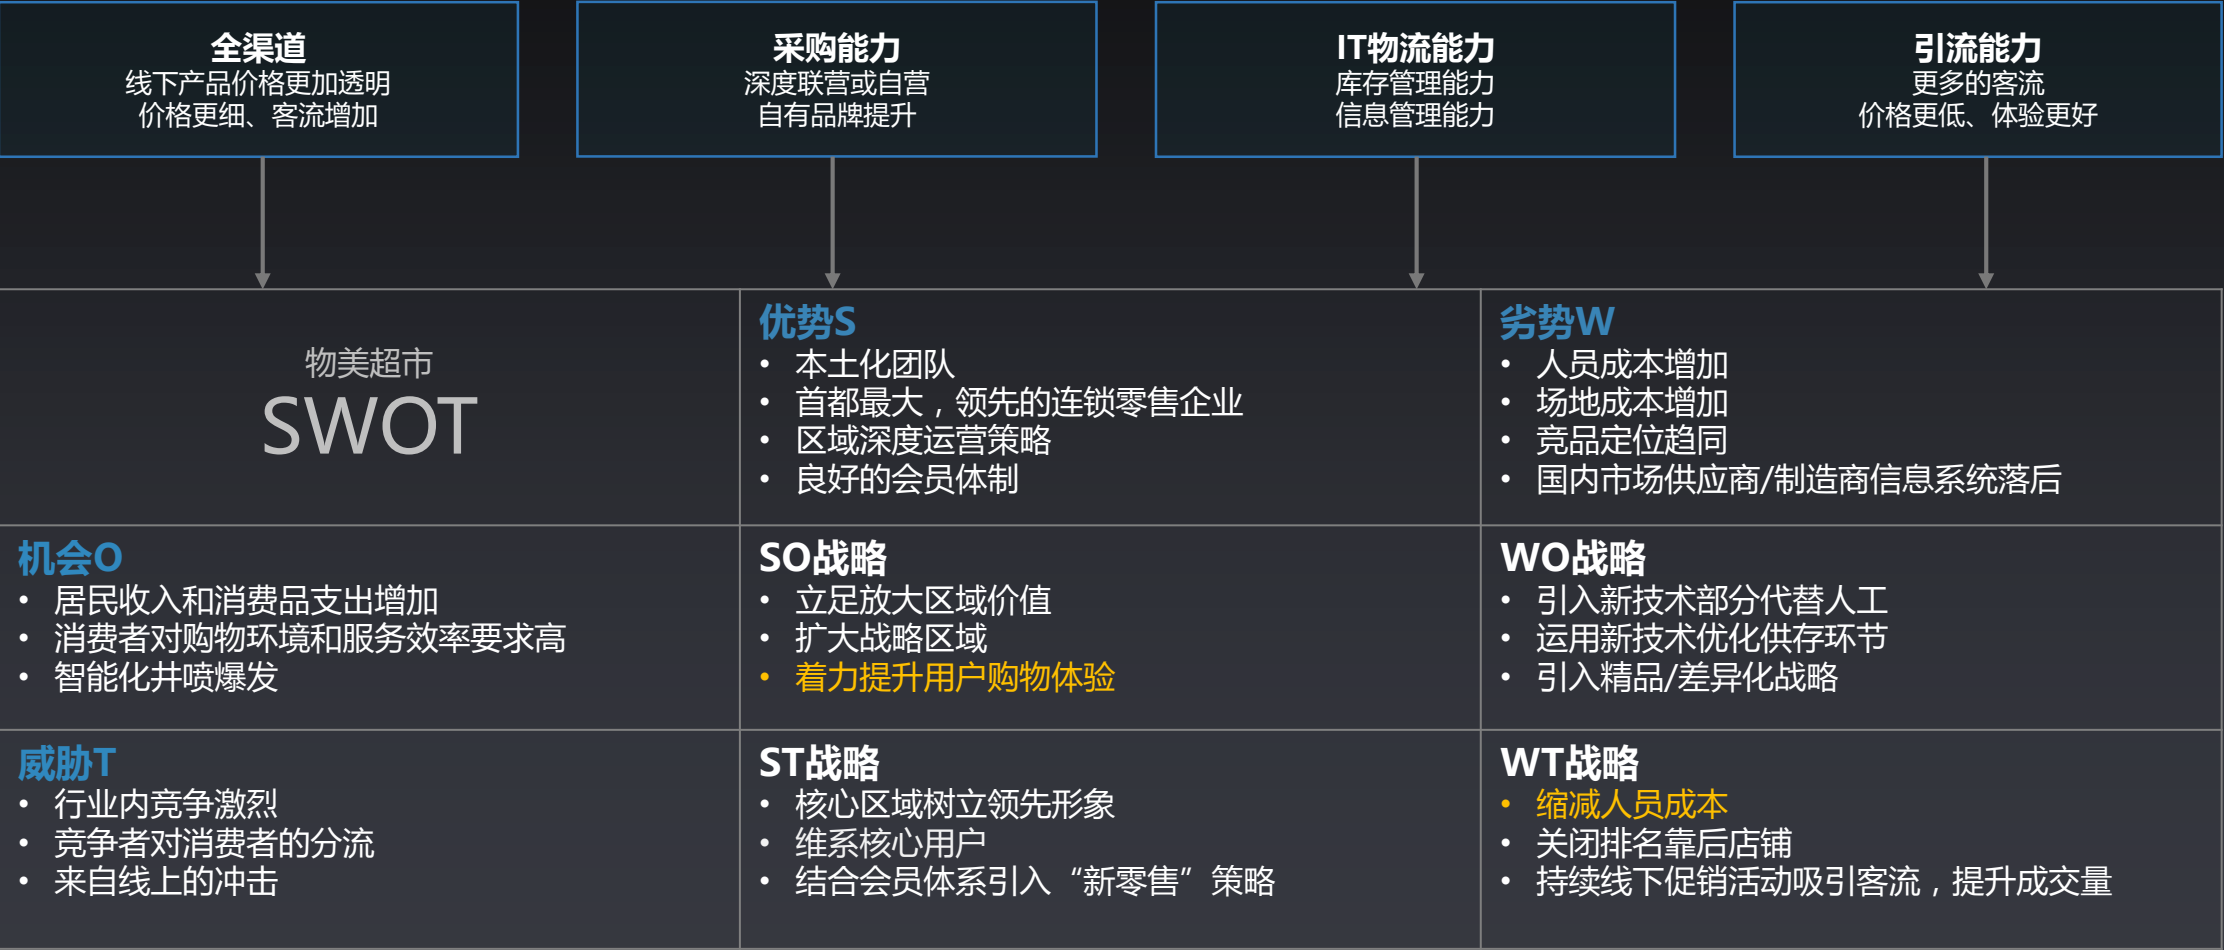 全渠道
线下产品价格更加透明
价格更细、客流增加
采购能力
深度联营或自营
自有品牌提升
IT物流能力
库存管理能力
信息管理能力
引流能力
更多的客流
价格更低、体验更好
物美超市
SWOT
优势S
• 本土化团队
• 首都最大，领先的连锁零售企业
• 区域深度运营策略
• 良好的会员体制
劣势W
• 人员成本增加
• 场地成本增加
• 竞品定位趋同
• 国内市场供应商/制造商信息系统落后
机会O
• 居民收入和消费品支出增加
• 消费者对购物环境和服务效率要求高
• 智能化井喷爆发
SO战略
• 立足放大区域价值
• 扩大战略区域
• 着力提升用户购物体验
WO战略
• 引入新技术部分代替人工
• 运用新技术优化供存环节
• 引入精品/差异化战略
威胁T
• 行业内竞争激烈
• 竞争者对消费者的分流
• 来自线上的冲击
ST战略
• 核心区域树立领先形象
• 维系核心用户
• 结合会员体系引入“新零售”策略
WT战略
• 缩减人员成本
• 关闭排名靠后店铺
• 持续线下促销活动吸引客流，提升成交量